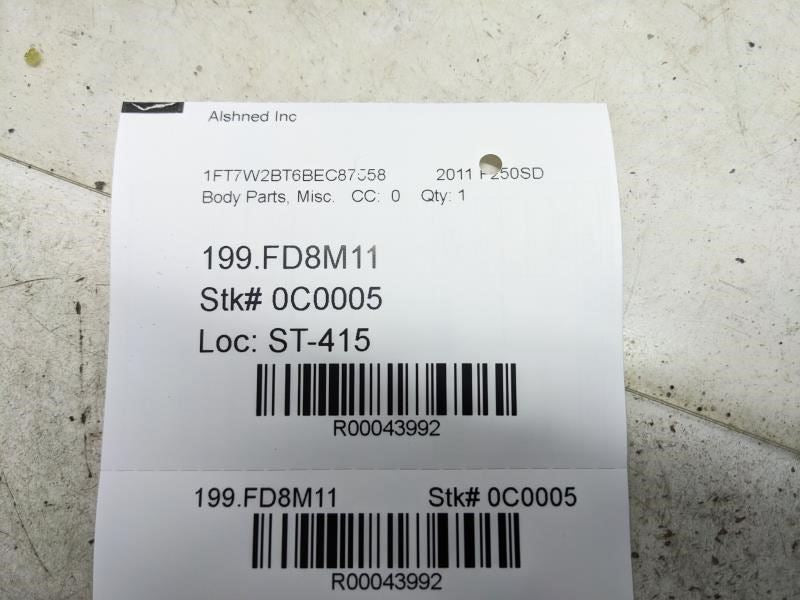 Alshned Inc
2011 F250SD
Body Parts, Misc. CC: 0 Qty: 1
199.FD8M11
Stk# 0C0005
Loc: ST-415
R00043992
199.FD8M11 Stk# 0C0005
R00043992